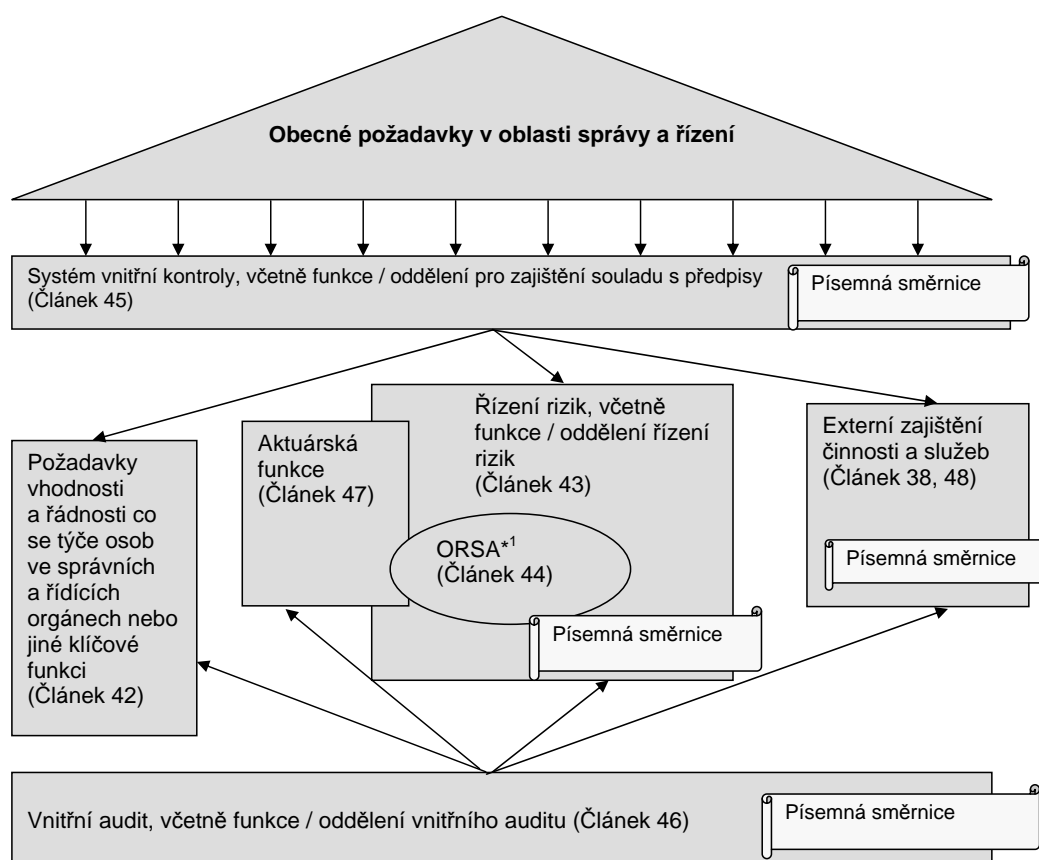 Obecné požadavky v oblasti správy a řízení
Systém vnitřní kontroly, včetně funkce / oddělení pro zajištění souladu s předpisy
(Článek 45)
Písemná směrnice
Řízení rizik, včetně
funkce / oddělení řízení
rizik
(Článek 43)
Aktuárská
funkce
(Článek 47)
Externí zajištění
činnosti a služeb
(Článek 38, 48)
Požadavky
vhodnosti
a řádnosti co
se týče osob
ve správních
a řídících
orgánech nebo
jiné klíčové
funkci
(Článek 42)
ORSA*1
(Článek 44)
Písemná směrnice
Písemná směrnice
Vnitřní audit, včetně funkce / oddělení vnitřního auditu (Článek 46)
Písemná směrnice